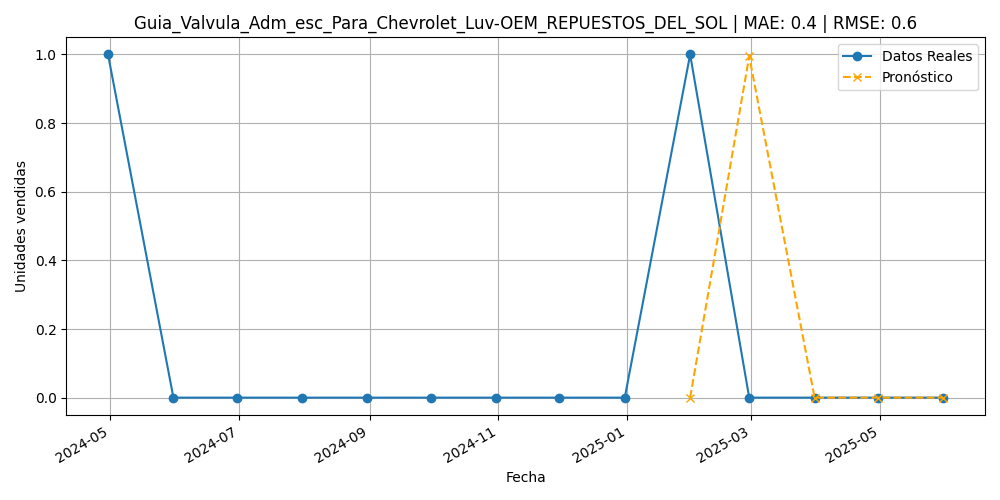 Guia_Valvula_Adm_esc_Para_Chevrolet_Luv-OEM_REPUESTOS_DEL_SOL | MAE: 0.4 | RMSE: 0.6
Datos Reales
Pronóstico
Unidades vendidas
1.0
0.8
0.6
0.4
0.2
0.0
2024-05
2024-07
2024-09
2024-11
2025-01
2025-03
2025-05
Fecha